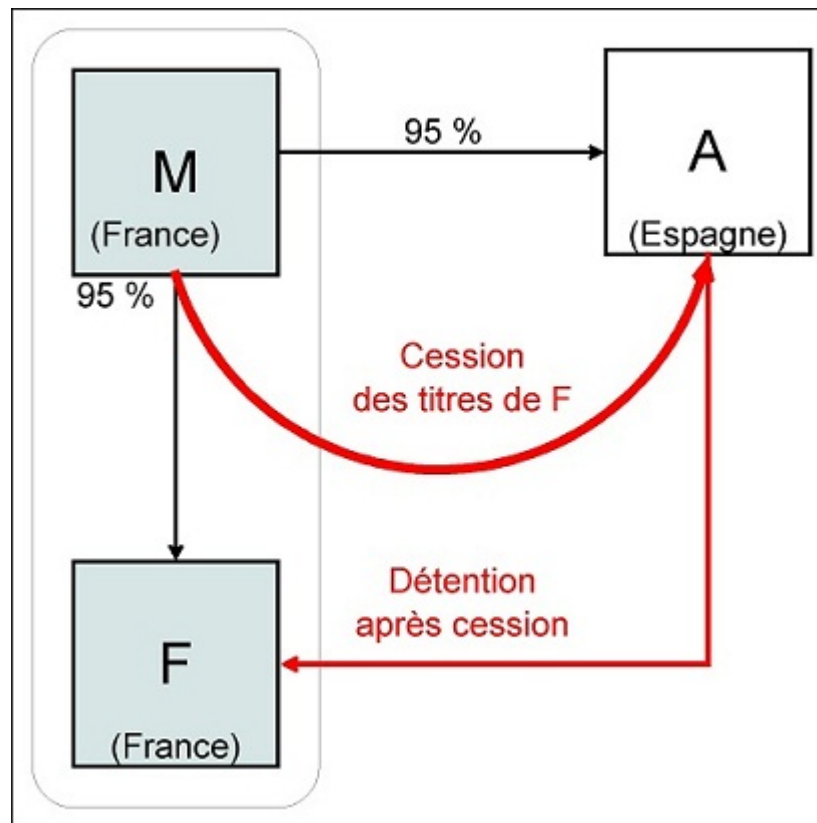 M
(France)
95 %
A
(Espagne)
95 %
Cession
des titres de F
Détention
après cession
F
(France)